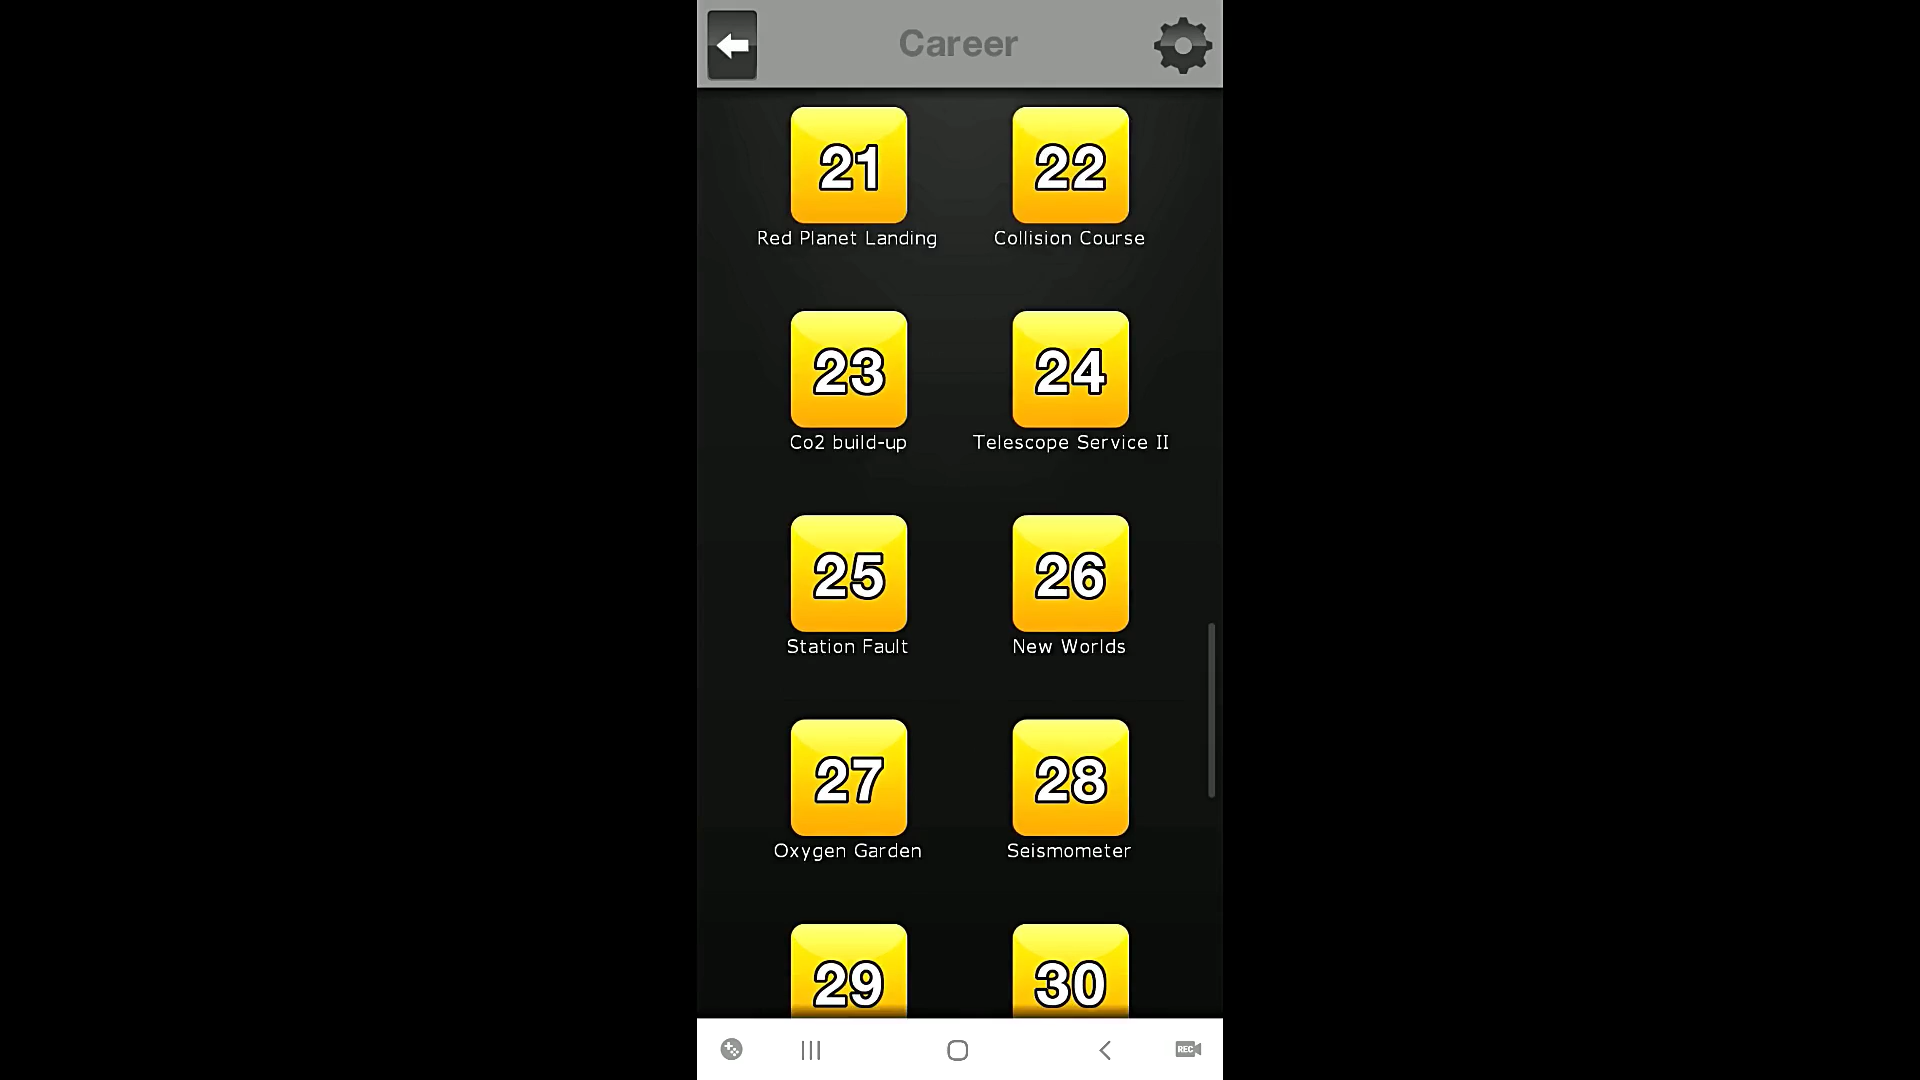 Career
21 22
Red Planet Landing Collision Course
23 24
Co2 build-up Telescope Service II
25 26
Station Fault New Worlds
27 28
Oxygen Garden Seismometer
29 30
REC